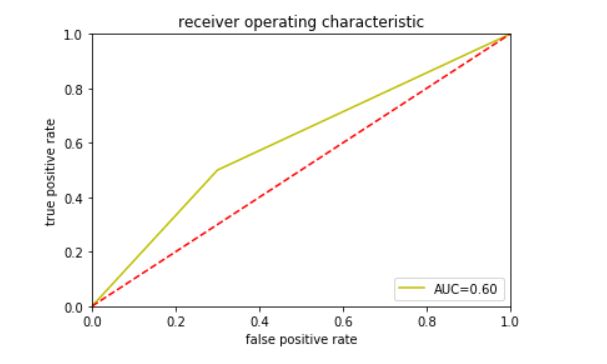 receiver operating characteristic
1.0
0.8
0.6
0.4
0.2
0.0
true positive rate
AUC=0.60
0.0 0.2 0.4 0.6 0.8 1.0
false positive rate